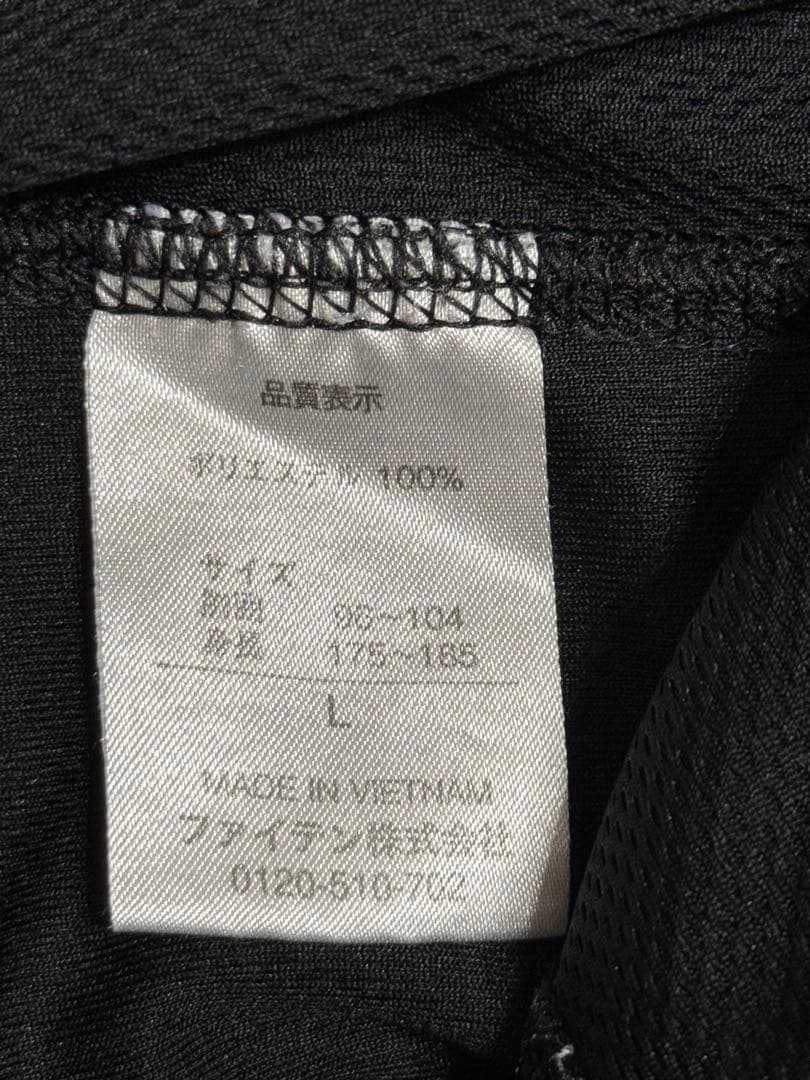 品質表示
ポリエステル 100%
サイズ
胸囲 96~104
身長 175~185
L
MADE IN VIETNAM
ファイテン株式会社
0120-510-702